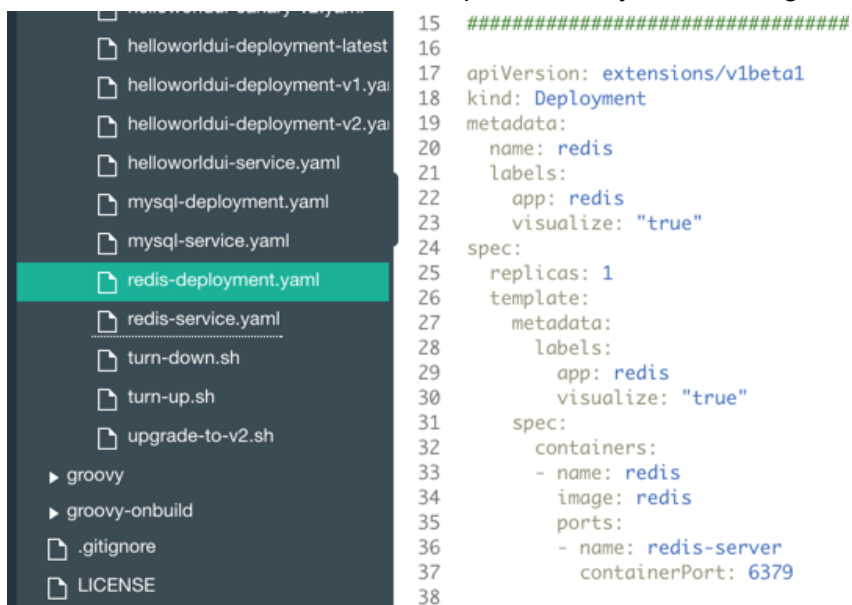 helloworldui-deployment-latest
helloworldui-deployment-v1.ya
helloworldui-deployment-v2.ya
helloworldui-service.yaml
mysql-deployment.yaml
mysql-service.yaml
redis-deployment.yaml
redis-service.yaml
turn-down.sh
turn-up.sh
upgrade-to-v2.sh
groovy
groovy-onbuild
.gitignore
LICENSE
15 ##################################
16
17 apiVersion: extensions/v1beta1
18 kind: Deployment
19 metadata:
20   name: redis
21   labels:
22     app: redis
23     visualize: "true"
24 spec:
25   replicas: 1
26   template:
27     metadata:
28       labels:
29         app: redis
30         visualize: "true"
31     spec:
32       containers:
33       - name: redis
34         image: redis
35         ports:
36         - name: redis-server
37           containerPort: 6379
38